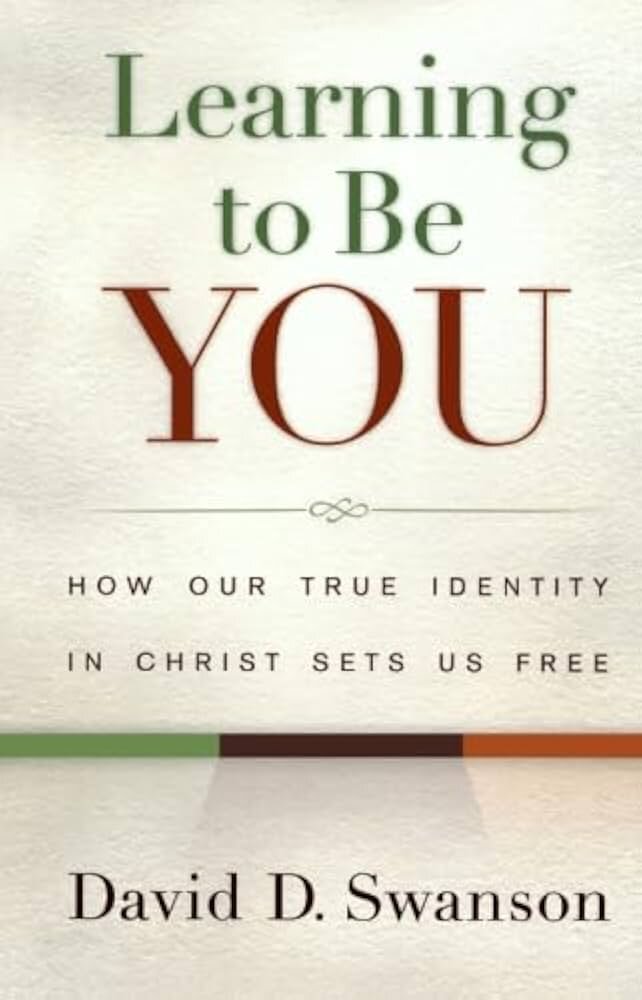 Learning
to Be
YOU
HOW OUR TRUE IDENTITY
IN CHRIST SETS US FREE
David D. Swanson